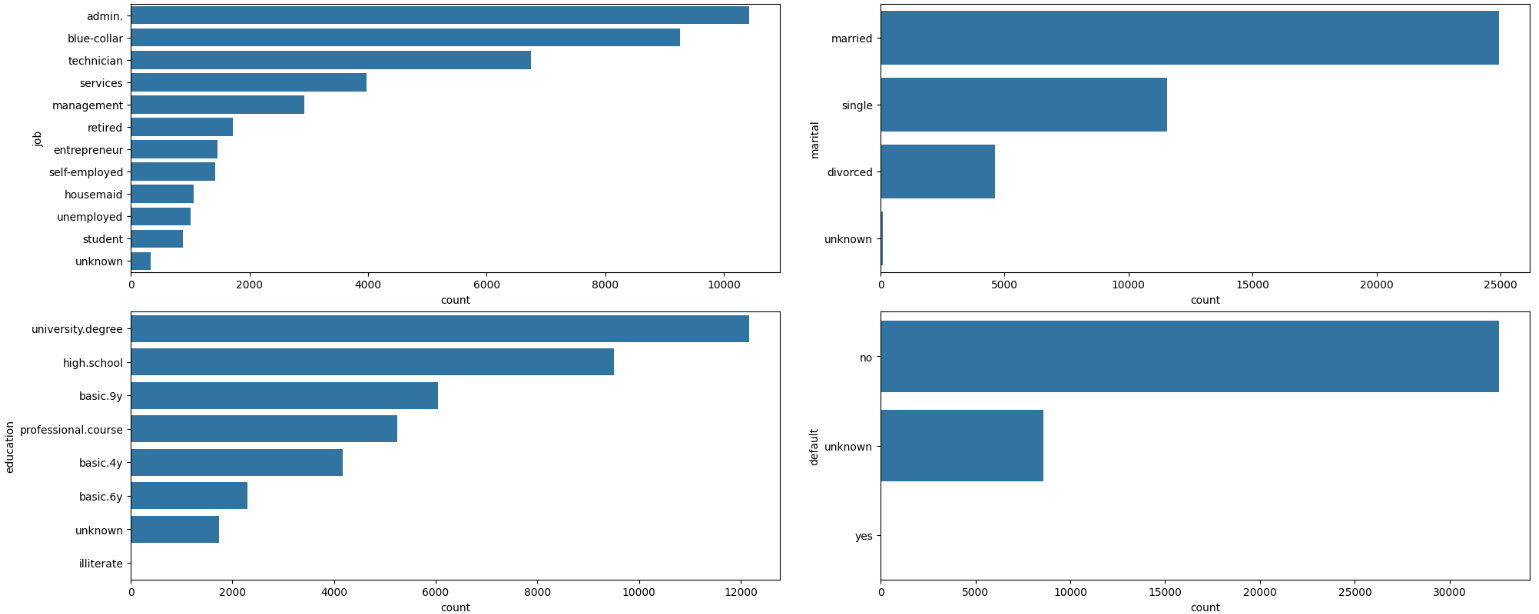 job
admin.
blue-collar
technician
services
management
retired
entrepreneur
self-employed
housemaid
unemployed
student
unknown
0 2000 4000 6000 8000 10000
count
marital
married
single
divorced
unknown
0 5000 10000 15000 20000 25000
count
education
university.degree
high.school
basic.9y
professional.course
basic.4y
basic.6y
unknown
illiterate
0 2000 4000 6000 8000 10000 12000
count
default
no
unknown
yes
0 5000 10000 15000 20000 25000 30000
count